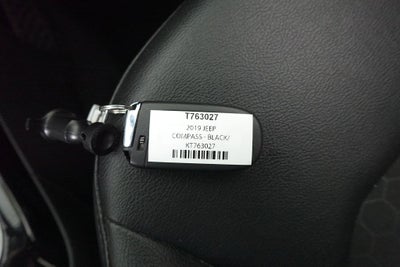 T763027
2019 JEEP
COMPASS - BLACK/
KT763027